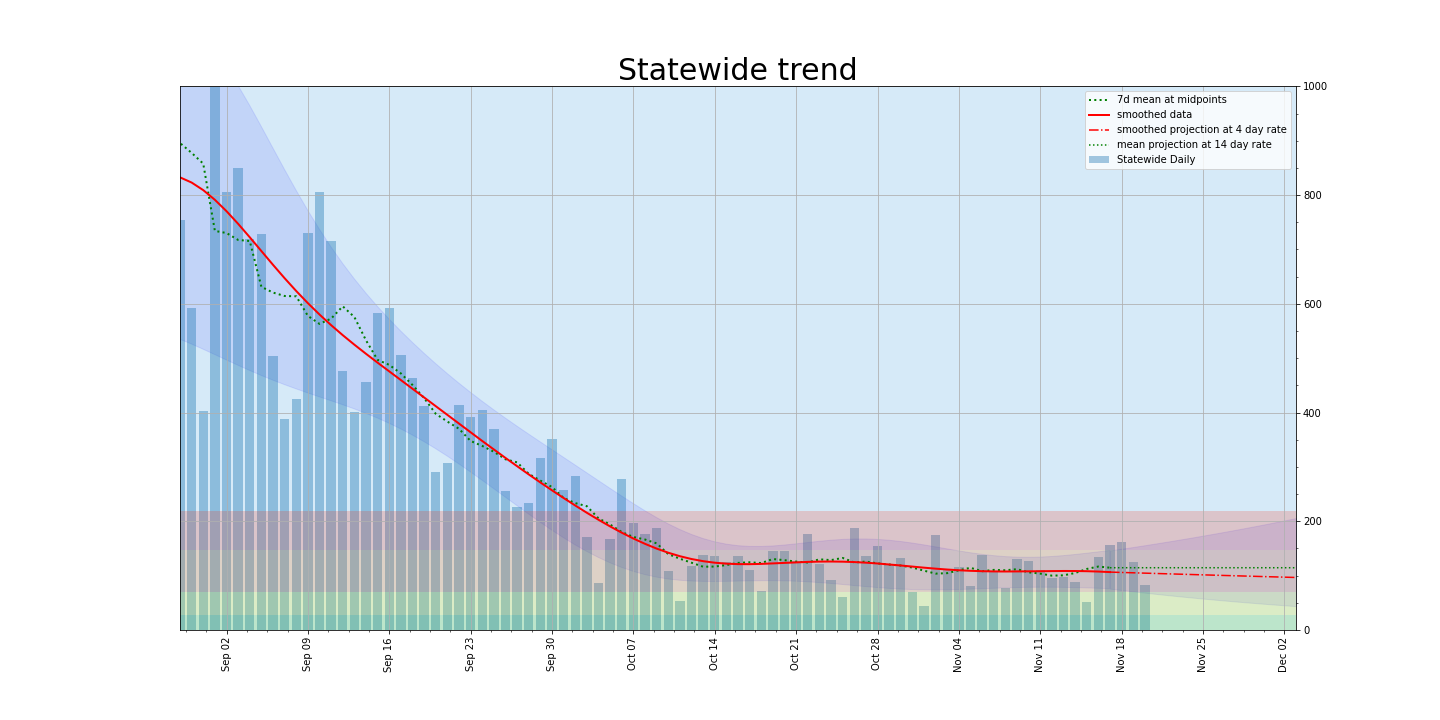 Statewide trend
7d mean at midpoints
smoothed data
smoothed projection at 4 day rate
mean projection at 14 day rate
Statewide Daily
1000
800
600
400
200
0
Sep 02
Sep 09
Sep 16
Sep 23
Sep 30
Oct 07
Oct 14
Oct 21
Oct 28
Nov 04
Nov 11
Nov 18
Nov 25
Dec 02